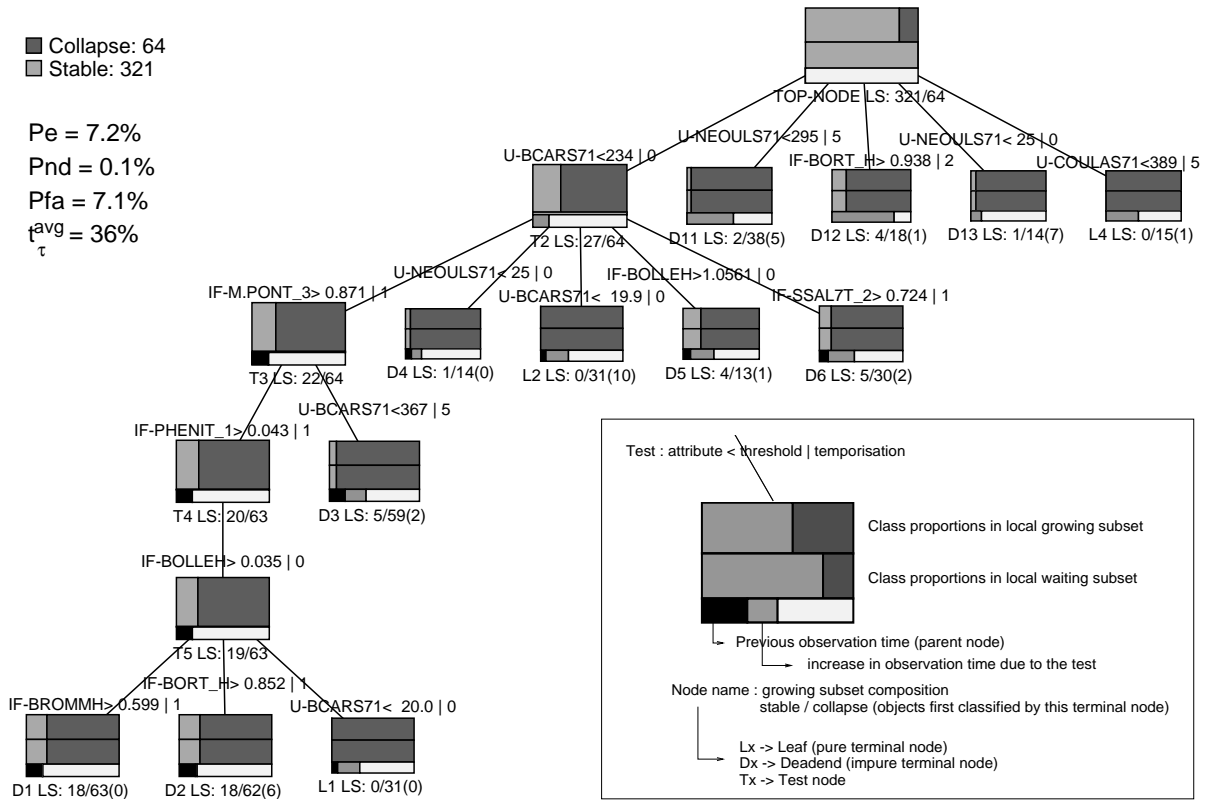 Collapse: 64
Stable: 321
Pe = 7.2%
Pnd = 0.1%
Pfa = 7.1%
t_τ^avg = 36%
TOP-NODE LS: 321/64
U-BCARS71<234 | 0
U-NEOULS71<295 | 5
IF-BORT_H> 0.938 | 2
U-NEOULS71< 25 | 0
U-COULAS71<389 | 5
T2 LS: 27/64
D11 LS: 2/38(5)
D12 LS: 4/18(1)
D13 LS: 1/14(7)
L4 LS: 0/15(1)
IF-M.PONT_3> 0.871 | 1
U-NEOULS71< 25 | 0
U-BCARS71< 19.9 | 0
IF-BOLLEH>1.0561 | 0
IF-SSAL7T_2> 0.724 | 1
T3 LS: 22/64
D4 LS: 1/14(0)
L2 LS: 0/31(10)
D5 LS: 4/13(1)
D6 LS: 5/30(2)
IF-PHENIT_1> 0.043 | 1
U-BCARS71<367 | 5
T4 LS: 20/63
D3 LS: 5/59(2)
IF-BOLLEH> 0.035 | 0
T5 LS: 19/63
IF-BROMMH> 0.599 | 1
IF-BORT_H> 0.852 | 1
U-BCARS71< 20.0 | 0
D1 LS: 18/63(0)
D2 LS: 18/62(6)
L1 LS: 0/31(0)
Test : attribute < threshold | temporisation
Class proportions in local growing subset
Class proportions in local waiting subset
Previous observation time (parent node)
increase in observation time due to the test
Node name : growing subset composition
stable / collapse (objects first classified by this terminal node)
Lx -> Leaf (pure terminal node)
Dx -> Deadend (impure terminal node)
Tx -> Test node